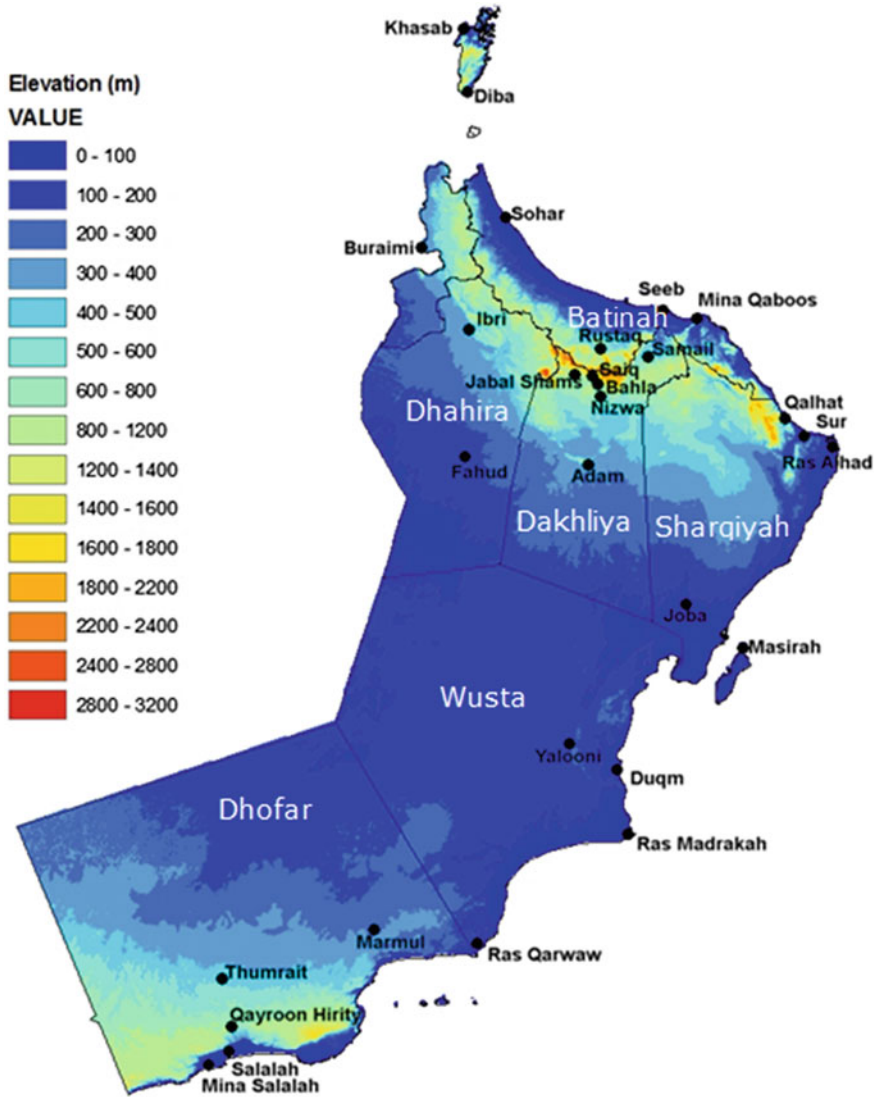 Elevation (m)
VALUE
0 - 100
100 - 200
200 - 300
300 - 400
400 - 500
500 - 600
600 - 800
800 - 1200
1200 - 1400
1400 - 1600
1600 - 1800
1800 - 2200
2200 - 2400
2400 - 2800
2800 - 3200
Khasab
Diba
Sohar
Buraimi
Seeb
Mina Qaboos
Batinah
Ibri
Rustaq
Samail
Saiq
Jabal Shams
Bahla
Nizwa
Dhahira
Qalhat
Sur
Ras Alhad
Fahud
Adam
Dakhliya
Sharqiyah
Joba
Masirah
Wusta
Yalooni
Duqm
Dhofar
Ras Madrakah
Marmul
Ras Qarwaw
Thumrait
Qayroon Hirity
Salalah
Mina Salalah